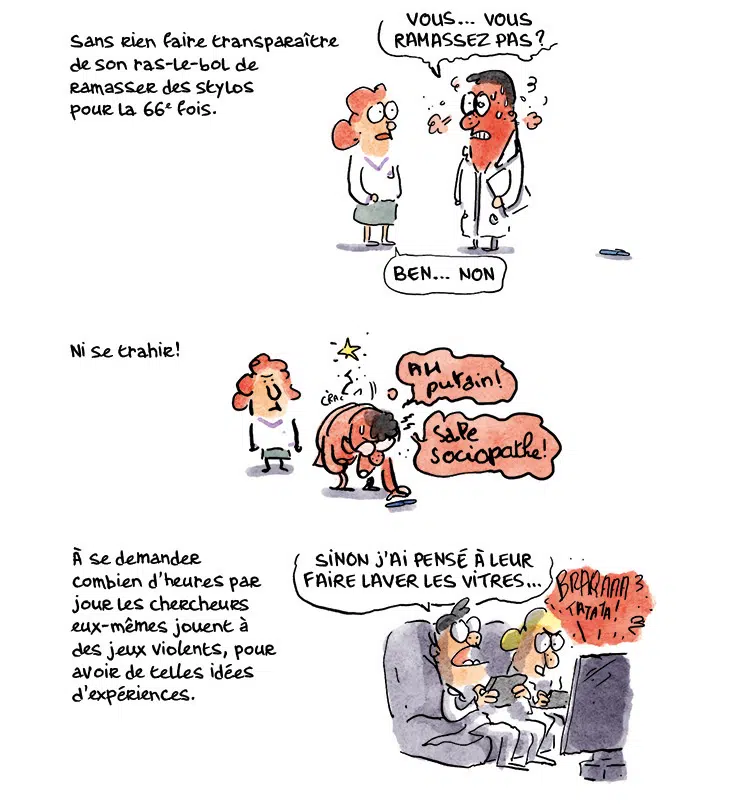 Sans rien faire transparaître
de son ras-le-bol de
ramasser des stylos
pour la 66e fois.
VOUS... VOUS
RAMASSEZ PAS ?
BEN... NON
Ni se trahir !
CRAC
AH
putain !
sale
sociopathe !
À se demander
combien d'heures par
jour les chercheurs
eux-mêmes jouent à
des jeux violents, pour
avoir de telles idées
d'expériences.
SINON J'AI PENSÉ À LEUR
FAIRE LAVER LES VITRES...
TATATA !